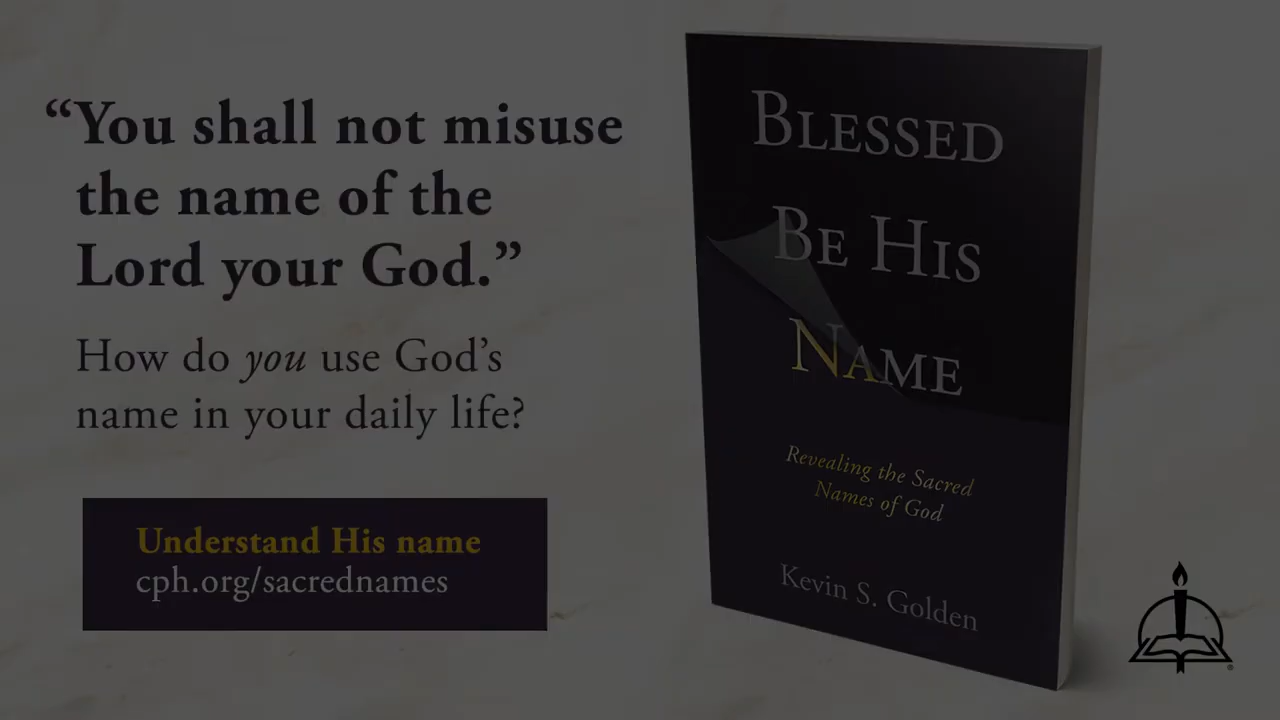 “You shall not misuse
the name of the
Lord your God.”
How do you use God’s
name in your daily life?
Understand His name
cph.org/sacrednames
Blessed
Be His
Name
Revealing the Sacred
Names of God
Kevin S. Golden
®